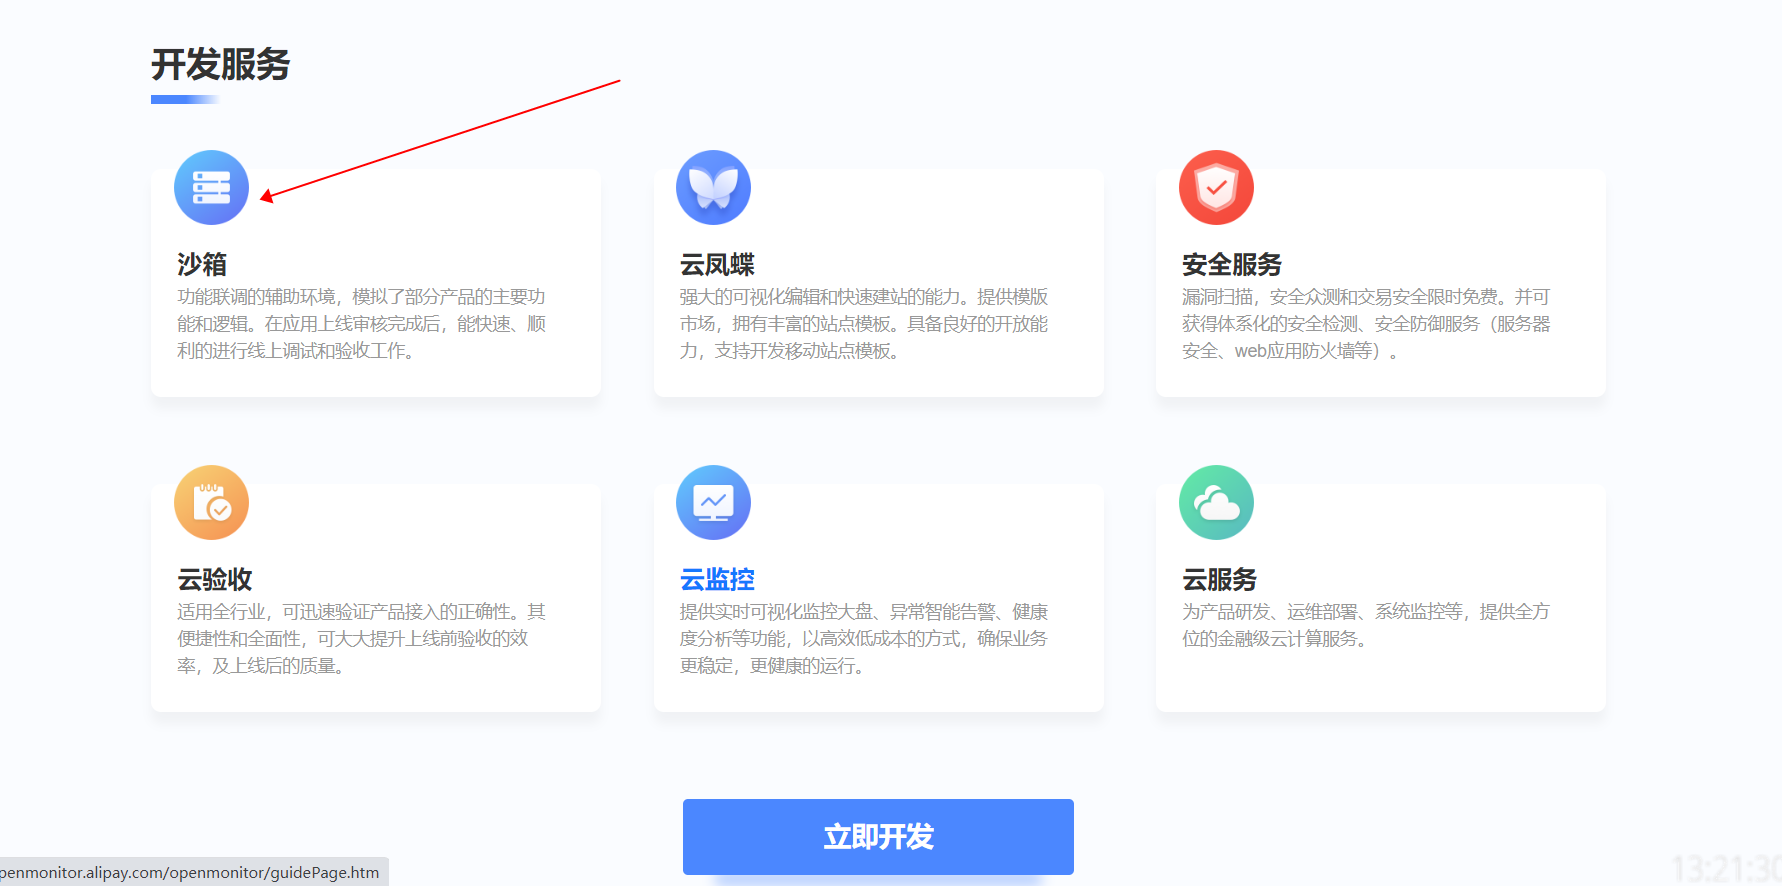 开发服务
沙箱
功能联调的辅助环境，模拟了部分产品的主要功
能和逻辑。在应用上线审核完成后，能快速、顺
利的进行线上调试和验收工作。
云凤蝶
强大的可视化编辑和快速建站的能力。提供模版
市场，拥有丰富的站点模板。具备良好的开放能
力，支持开发移动站点模板。
安全服务
漏洞扫描，安全众测和交易安全限时免费。并可
获得体系化的安全检测、安全防御服务（服务器
安全、web应用防火墙等）。
云验收
适用全行业，可迅速验证产品接入的正确性。其
便捷性和全面性，可大大提升上线前验收的效
率，及上线后的质量。
云监控
提供实时可视化监控大盘、异常智能告警、健康
度分析等功能，以高效低成本的方式，确保业务
更稳定，更健康的运行。
云服务
为产品研发、运维部署、系统监控等，提供全方
位的金融级云计算服务。
立即开发
penmonitor.alipay.com/openmonitor/guidePage.htm
13:21:30